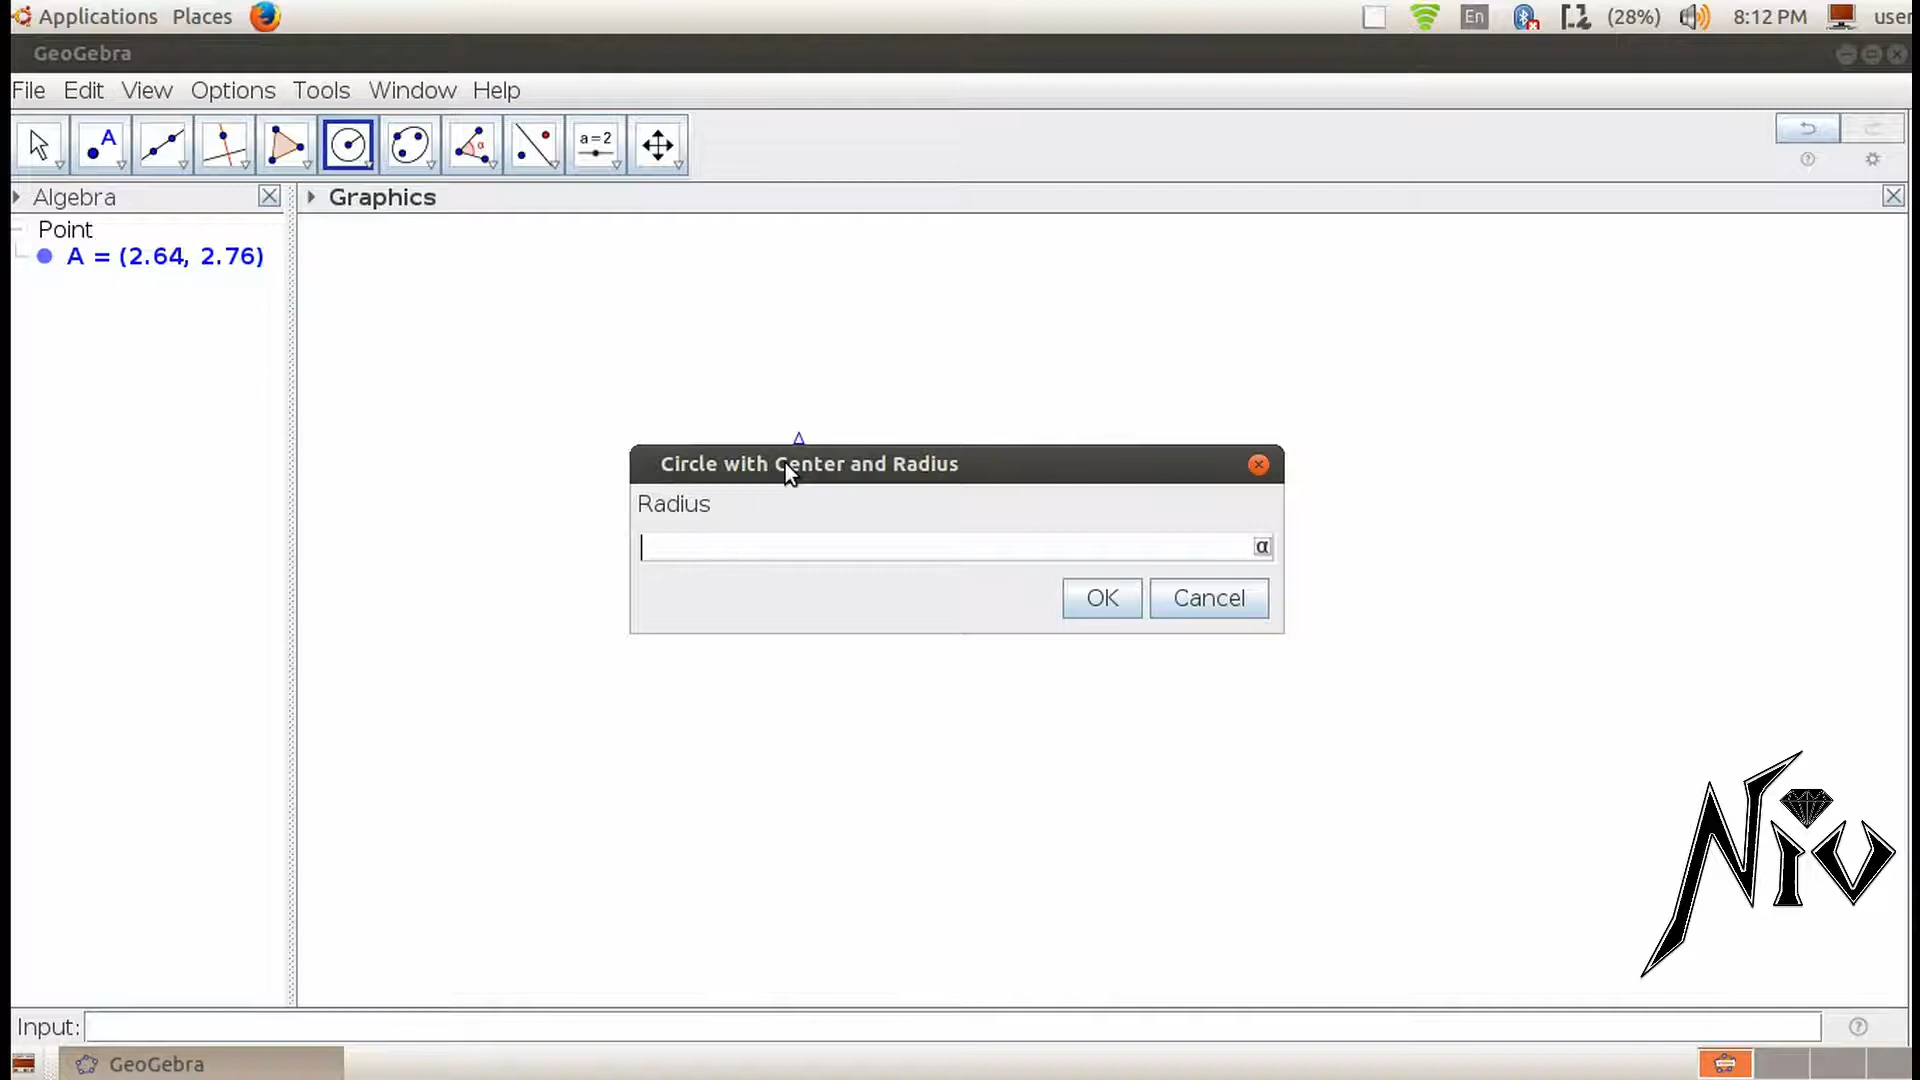 Applications Places En (28%) 8:12 PM user
GeoGebra
File Edit View Options Tools Window Help
A α a=2
Algebra
Graphics
Point
A = (2.64, 2.76)
A
Circle with Center and Radius
Radius
α
OK Cancel
Niv
Input:
GeoGebra